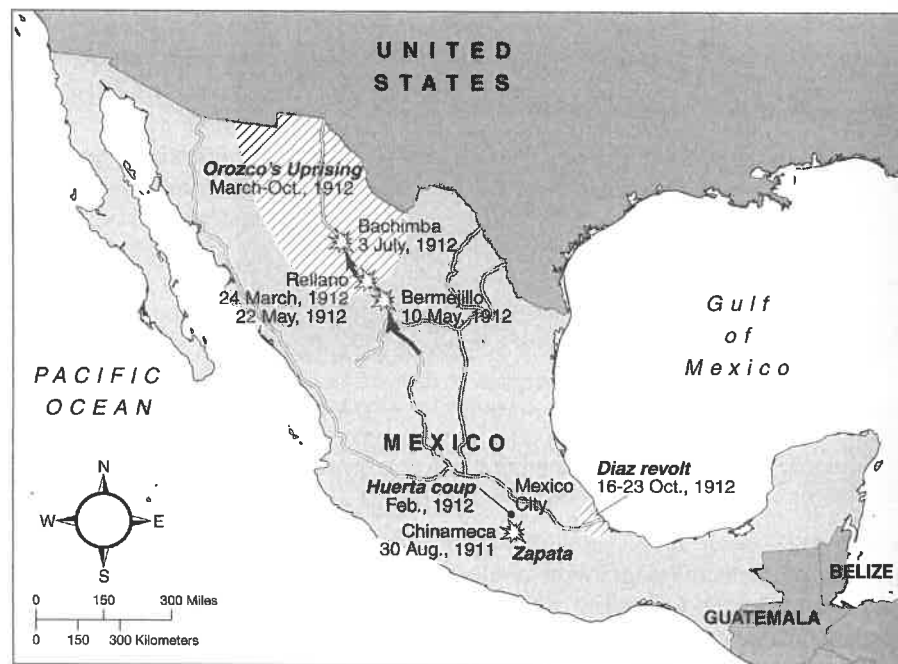 UNITED
STATES
Orozco's Uprising
March-Oct., 1912
Bachimba
3 July, 1912
Rellano
24 March, 1912
22 May, 1912
Bermejillo
10 May, 1912
Gulf
of
Mexico
PACIFIC
OCEAN
MEXICO
Diaz revolt
16-23 Oct., 1912
Huerta coup
Feb., 1912
Mexico
City
Chinameca
30 Aug., 1911
Zapata
N
W
E
S
BELIZE
GUATEMALA
0 150 300 Miles
0 150 300 Kilometers